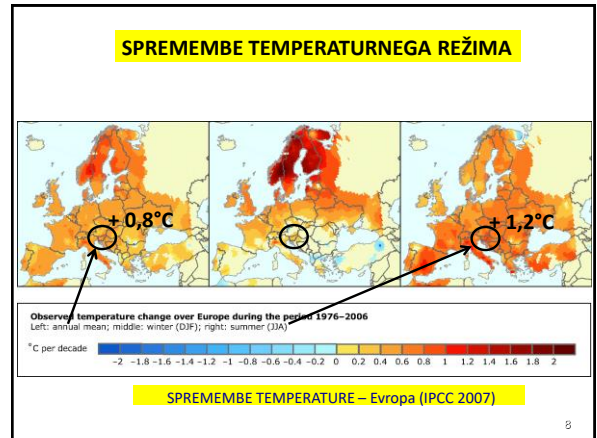 SPREMEMBE TEMPERATURNEGA REŽIMA
+ 0,8°C
+ 1,2°C
Observed temperature change over Europe during the period 1976–2006
Left: annual mean; middle: winter (DJF); right: summer (JJA)
°C per decade
-2 -1.8 -1.6 -1.4 -1.2 -1 -0.8 -0.6 -0.4 -0.2 0 0.2 0.4 0.6 0.8 1 1.2 1.4 1.6 1.8 2
SPREMEMBE TEMPERATURE – Evropa (IPCC 2007)
8